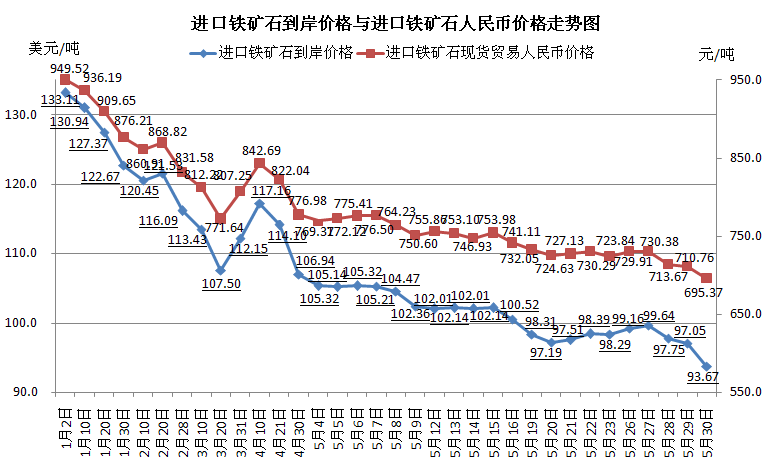 进口铁矿石到岸价格与进口铁矿石人民币价格走势图
美元/吨
进口铁矿石到岸价格
进口铁矿石现货贸易人民币价格
元/吨
130.0
120.0
110.0
100.0
90.0
950.0
850.0
750.0
650.0
550.0
949.52
936.19
909.65
876.21
860.91
868.82
831.58
812.22
771.64
807.25
842.69
822.04
776.98
769.37
772.17
775.41
776.50
764.23
750.60
755.86
753.10
746.93
753.98
741.11
732.05
724.63
727.13
730.29
723.84
729.91
730.38
713.67
710.76
695.37
133.11
130.94
127.37
122.67
120.45
121.59
116.09
113.43
107.50
112.15
117.16
114.10
106.94
105.32
105.14
105.32
105.21
104.47
102.36
102.01
102.14
102.01
102.14
100.52
98.31
97.19
97.51
98.39
98.29
99.16
99.64
97.75
97.05
93.67
1月2日
1月10日
1月20日
1月30日
2月10日
2月20日
2月28日
3月10日
3月20日
3月31日
4月10日
4月21日
4月30日
5月4日
5月5日
5月6日
5月7日
5月8日
5月9日
5月12日
5月13日
5月14日
5月15日
5月16日
5月19日
5月20日
5月21日
5月22日
5月23日
5月26日
5月27日
5月28日
5月29日
5月30日